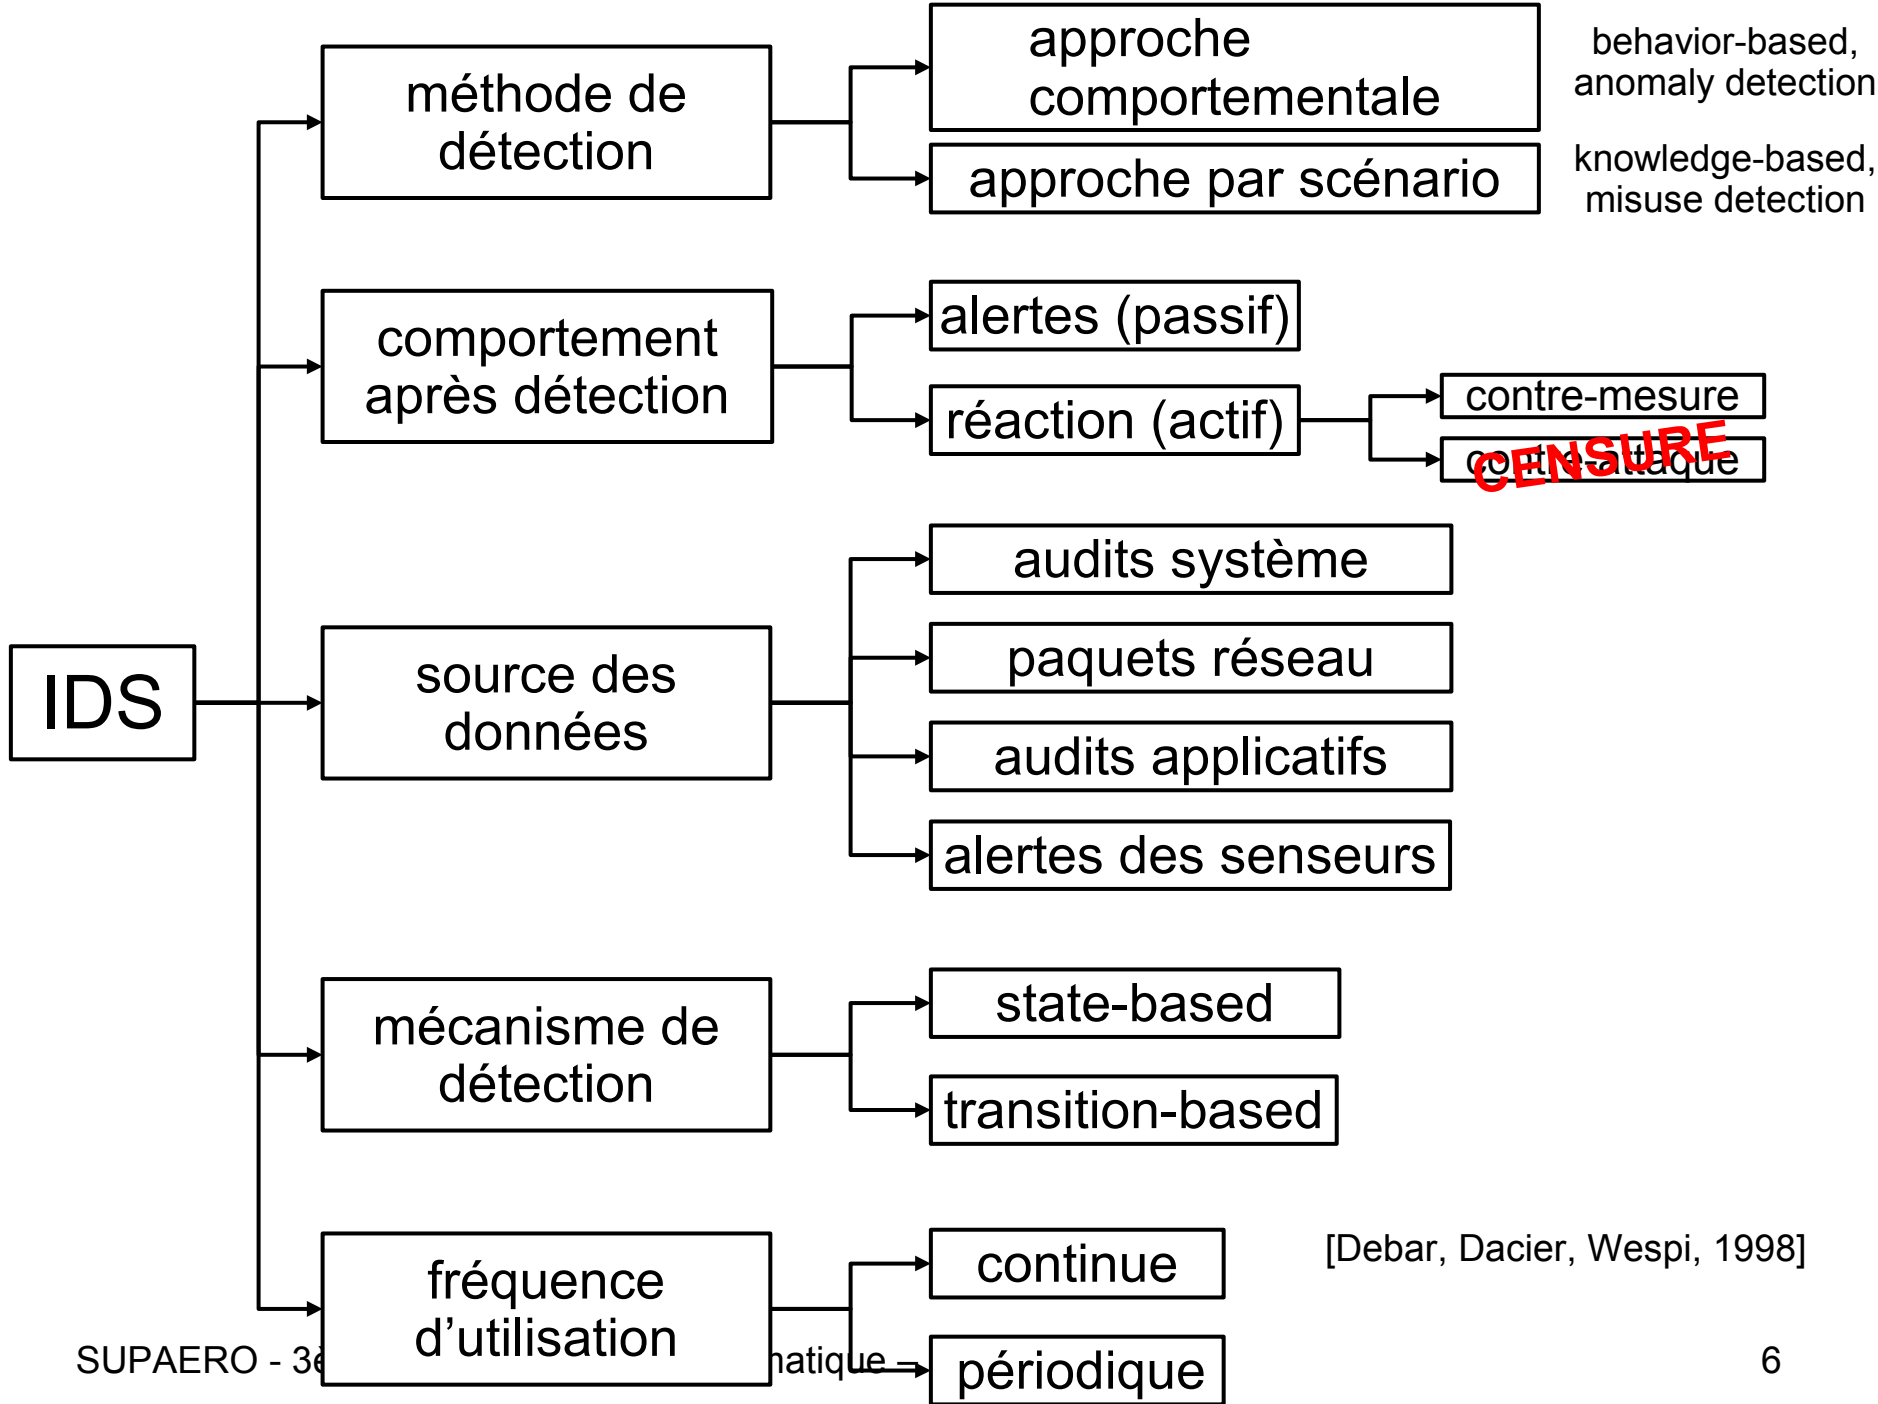 IDS
méthode de
détection
approche
comportementale
behavior-based,
anomaly detection
approche par scénario
knowledge-based,
misuse detection
comportement
après détection
alertes (passif)
réaction (actif)
contre-mesure
contre-attaque
CENSURE
source des
données
audits système
paquets réseau
audits applicatifs
alertes des senseurs
mécanisme de
détection
state-based
transition-based
fréquence
d’utilisation
continue
périodique
[Debar, Dacier, Wespi, 1998]
SUPAERO - 3è matique –
6